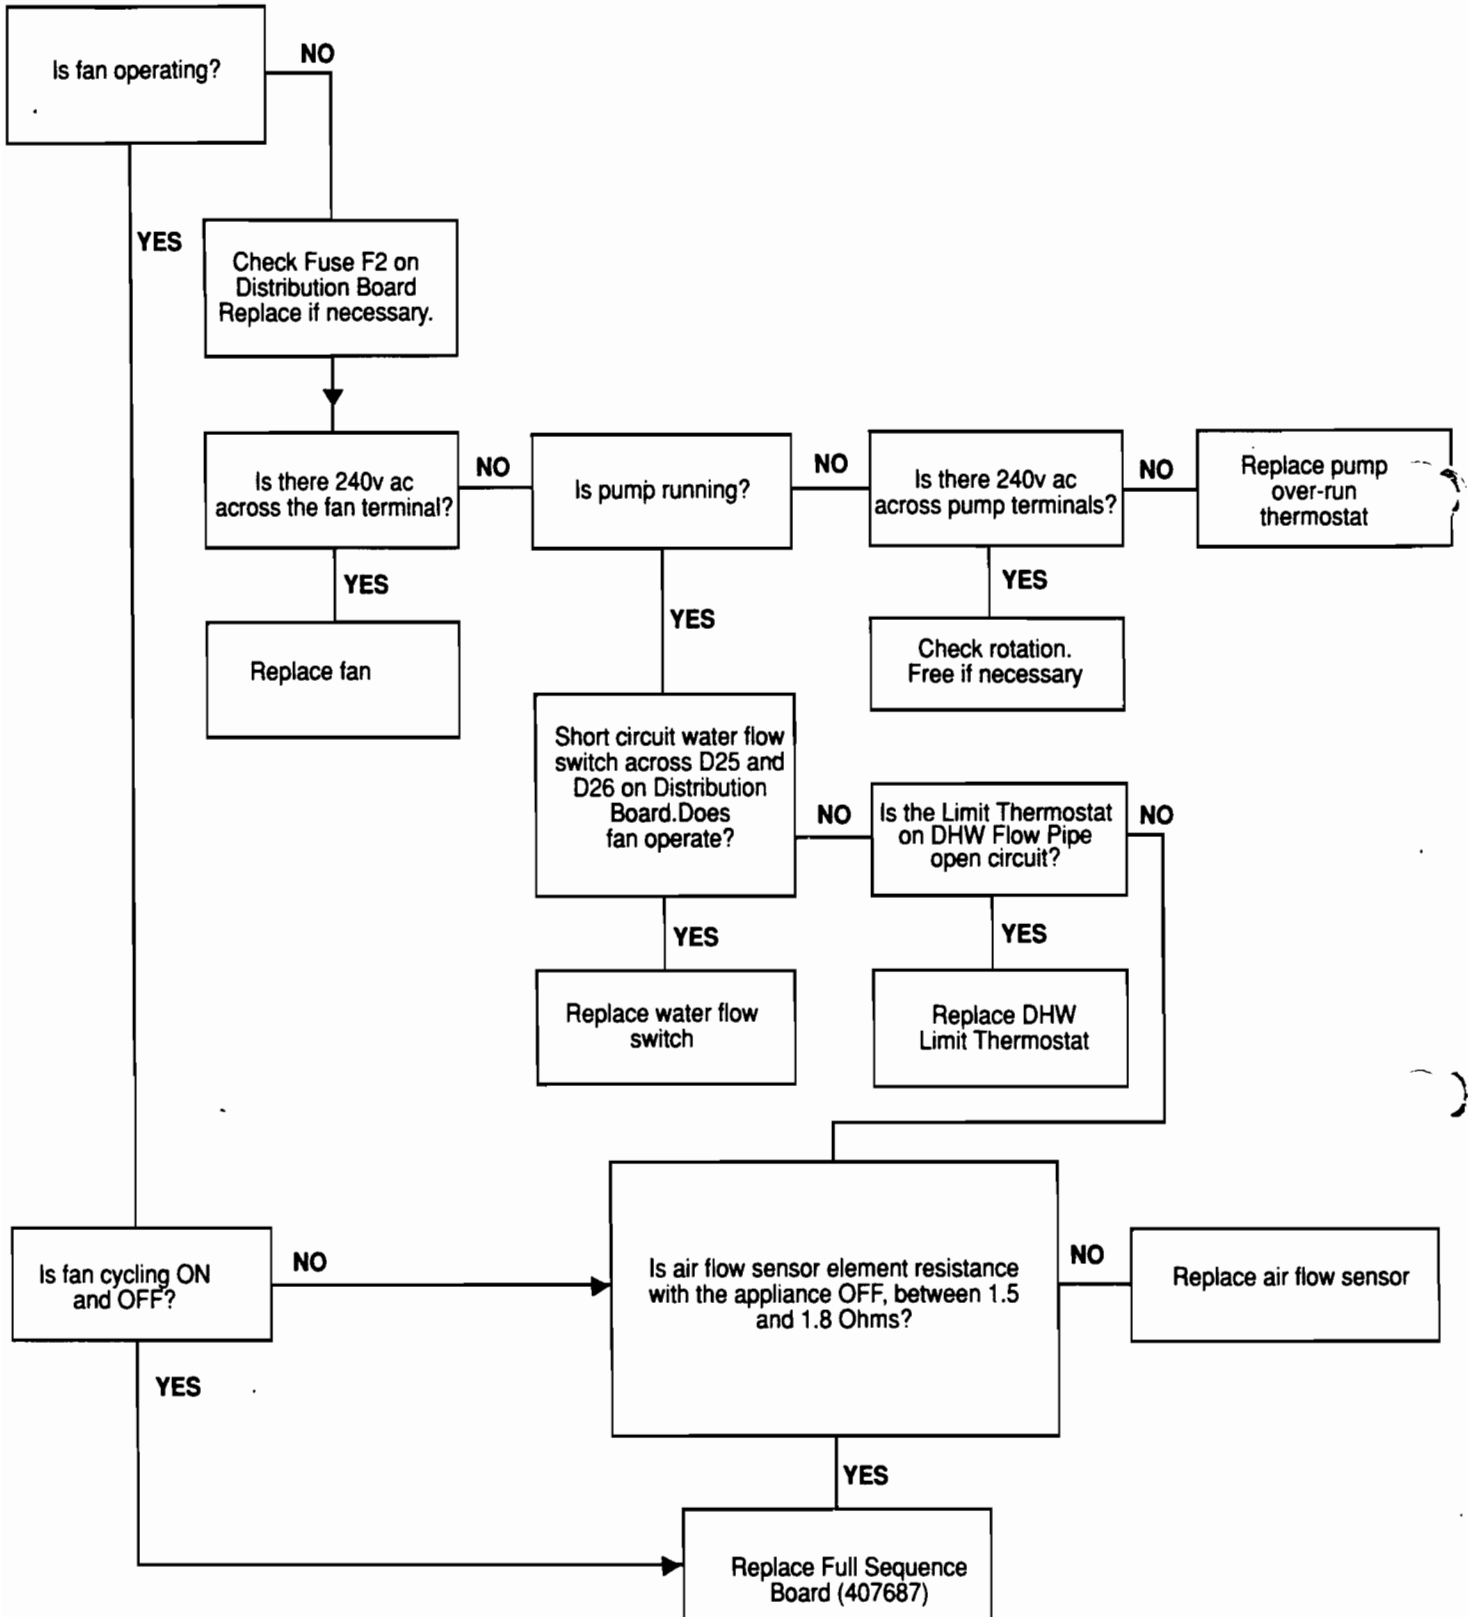 NO
Is fan operating?
YES
Check Fuse F2 on
Distribution Board
Replace if necessary.
Is there 240v ac
across the fan terminal?
NO
Is pump running?
NO
Is there 240v ac
across pump terminals?
NO
Replace pump
over-run
thermostat
YES
Replace fan
YES
YES
Check rotation.
Free if necessary
Short circuit water flow
switch across D25 and
D26 on Distribution
Board.Does
fan operate?
NO
Is the Limit Thermostat
on DHW Flow Pipe
open circuit?
NO
YES
Replace water flow
switch
YES
Replace DHW
Limit Thermostat
Is fan cycling ON
and OFF?
NO
Is air flow sensor element resistance
with the appliance OFF, between 1.5
and 1.8 Ohms?
NO
Replace air flow sensor
YES
YES
Replace Full Sequence
Board (407687)